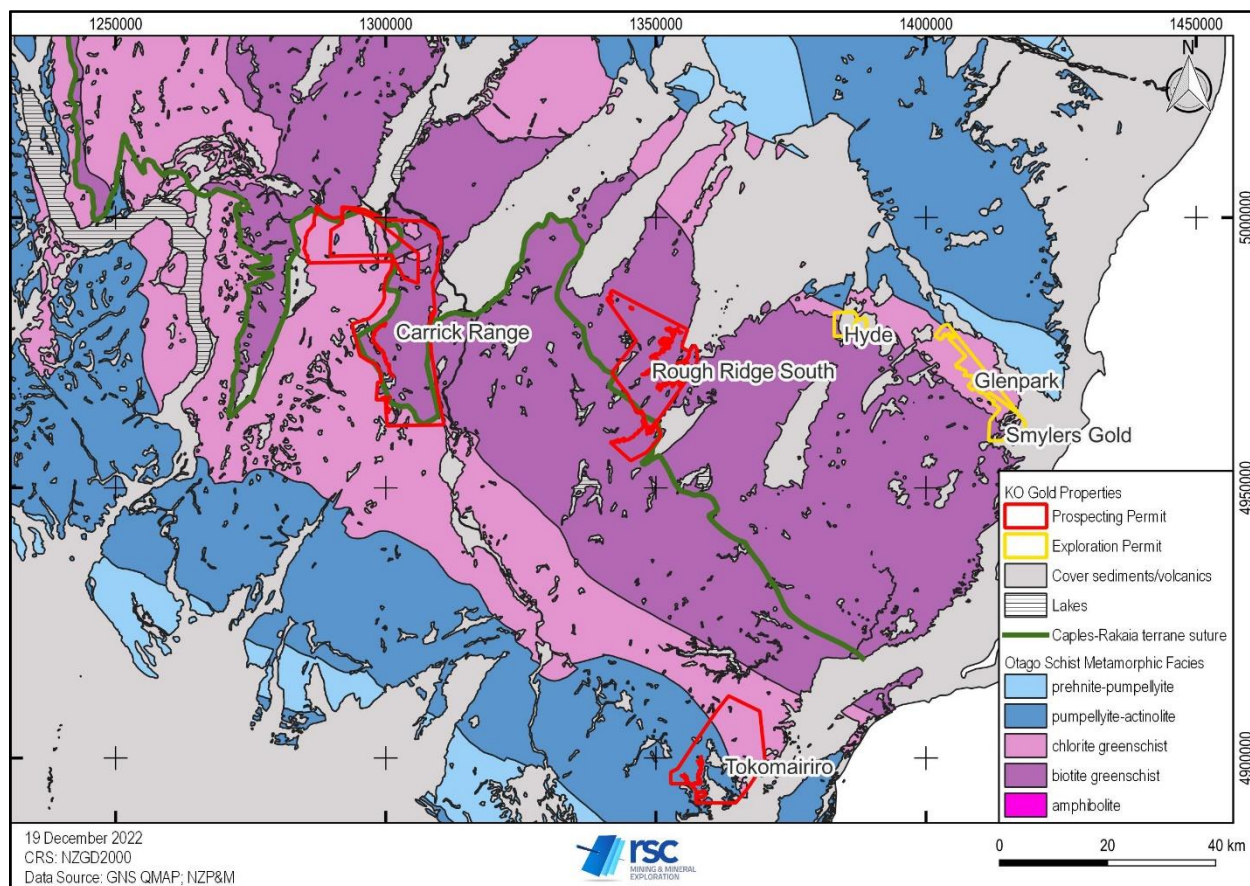 1250000
1300000
1350000
1400000
1450000
N
5000000
Carrick Range
Hyde
Rough Ridge South
Glenpark
Smylers Gold
4950000
KO Gold Properties
Prospecting Permit
Exploration Permit
Cover sediments/volcanics
Lakes
Caples-Rakaia terrane suture
Otago Schist Metamorphic Facies
prehnite-pumpellyite
pumpellyite-actinolite
chlorite greenschist
biotite greenschist
amphibolite
4900000
Tokomairiro
19 December 2022
CRS: NZGD2000
Data Source: GNS QMAP; NZP&M
rsc
MINING & MINERAL
EXPLORATION
0 20 40 km